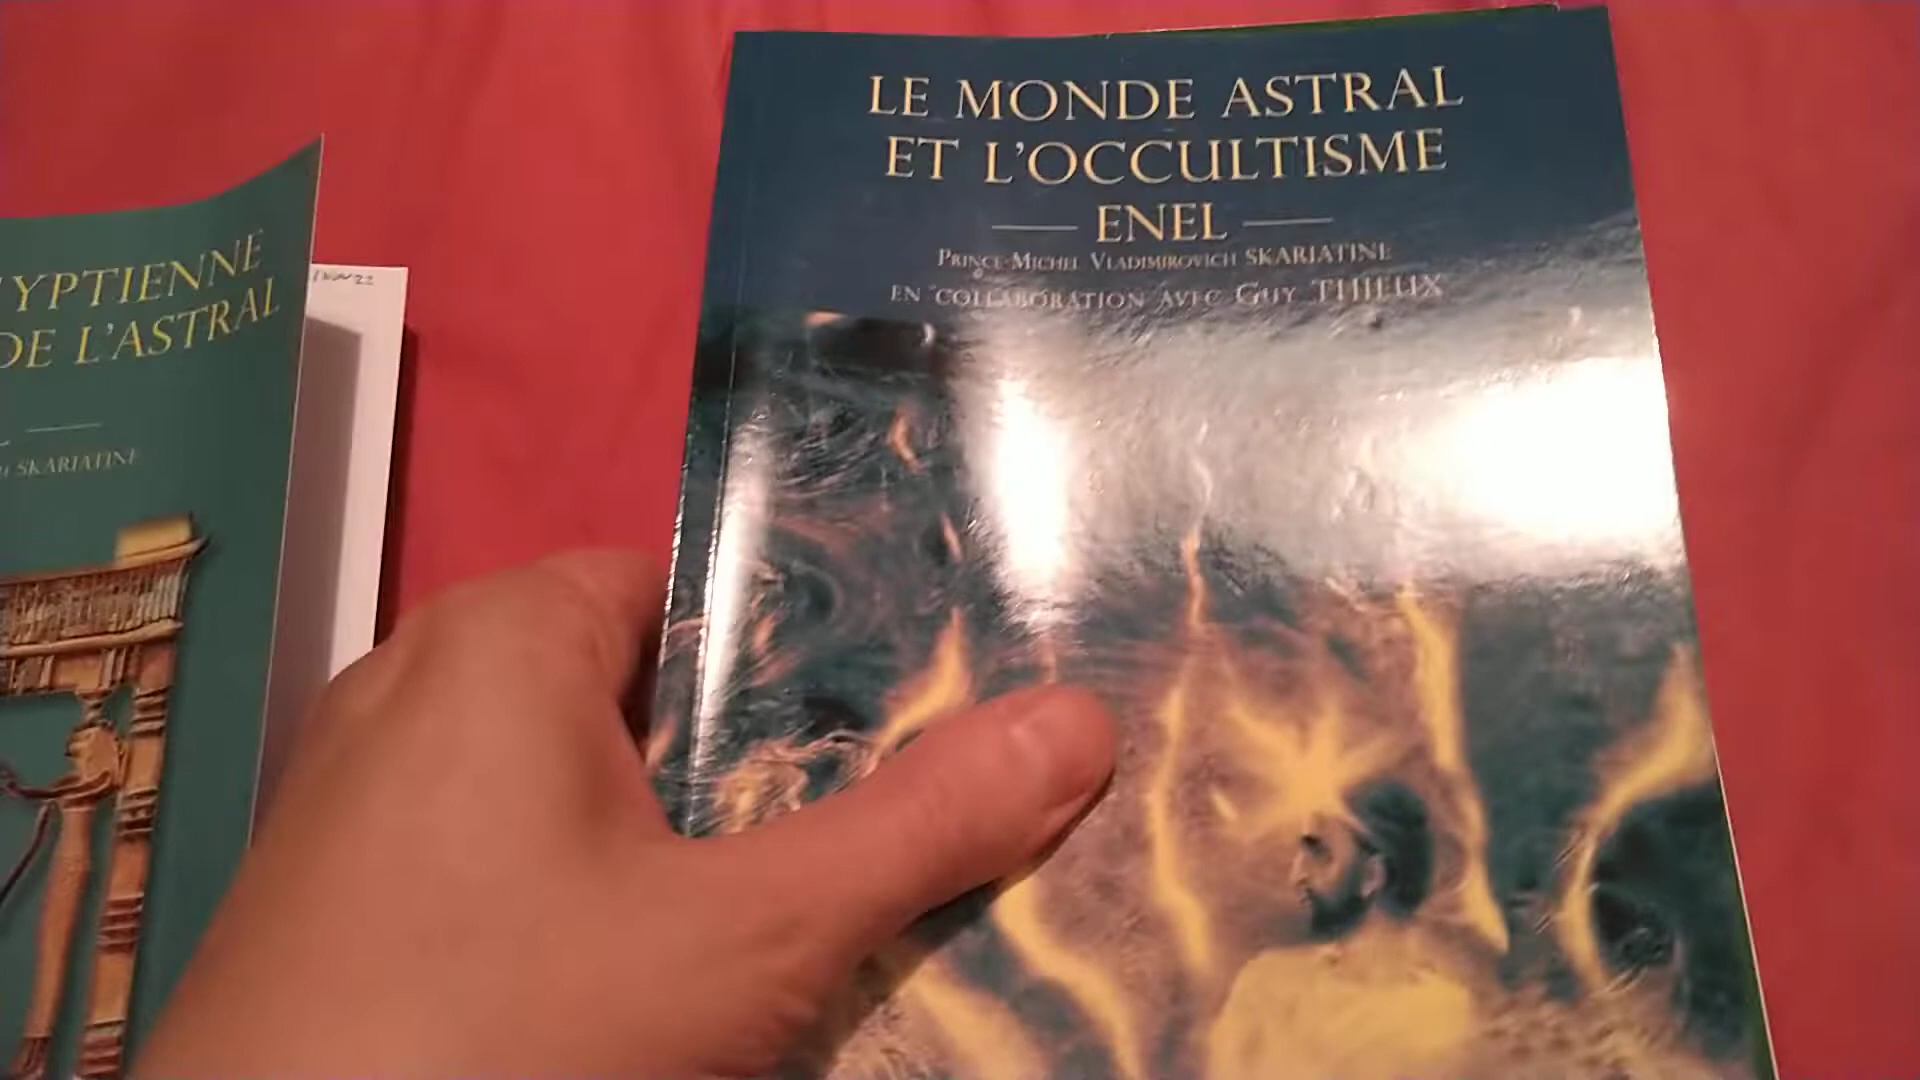 YPTIENNE
DE L'ASTRAL
SKARIATINE
LE MONDE ASTRAL
ET L'OCCULTISME
ENEL
PRINCE MICHEL VLADIMIROVICH SKARIATINE
EN COLLABORATION AVEC GUY THIEUX